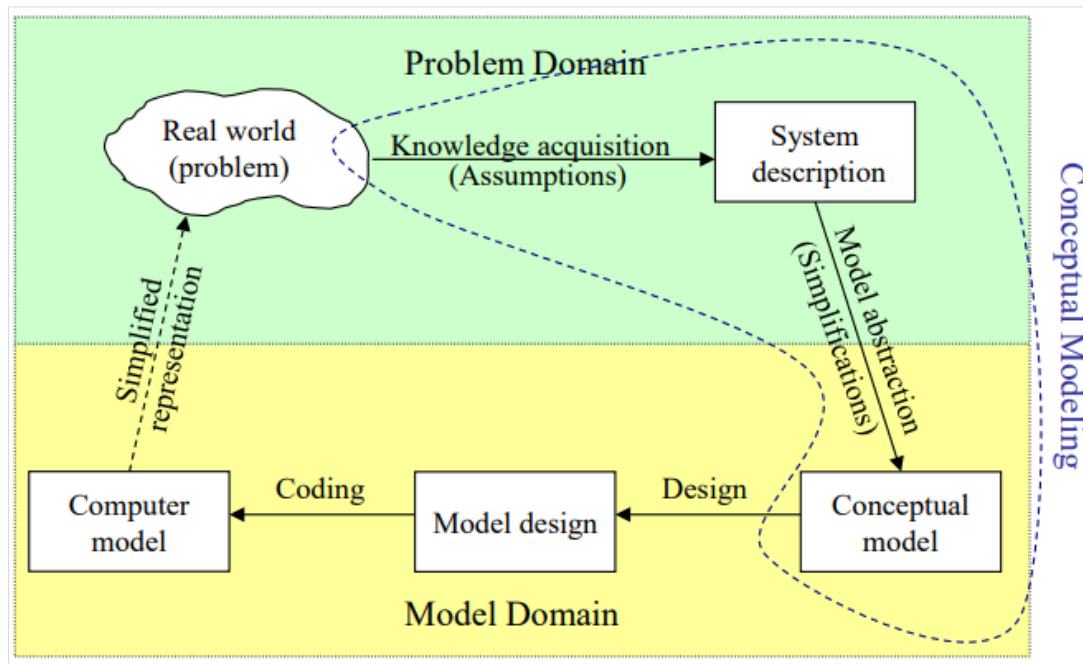 Problem Domain
Real world
(problem)
Knowledge acquisition
(Assumptions)
System
description
Model abstraction
(Simplifications)
Conceptual Modeling
Simplified
representation
Computer
model
Coding
Model design
Design
Conceptual
model
Model Domain